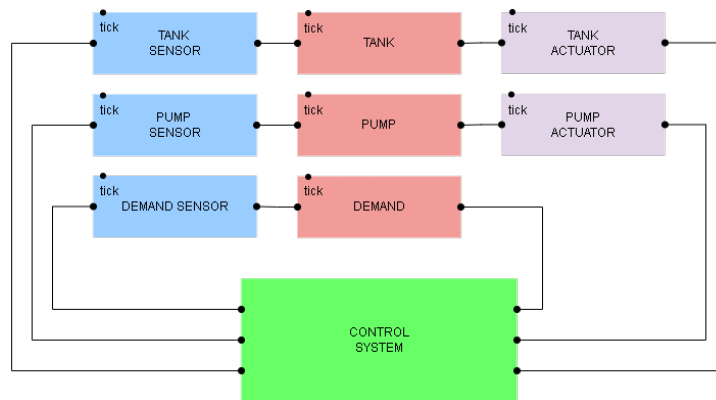 tick
TANK
SENSOR
tick
TANK
tick
TANK
ACTUATOR
tick
PUMP
SENSOR
tick
PUMP
tick
PUMP
ACTUATOR
tick
DEMAND SENSOR
tick
DEMAND
CONTROL
SYSTEM